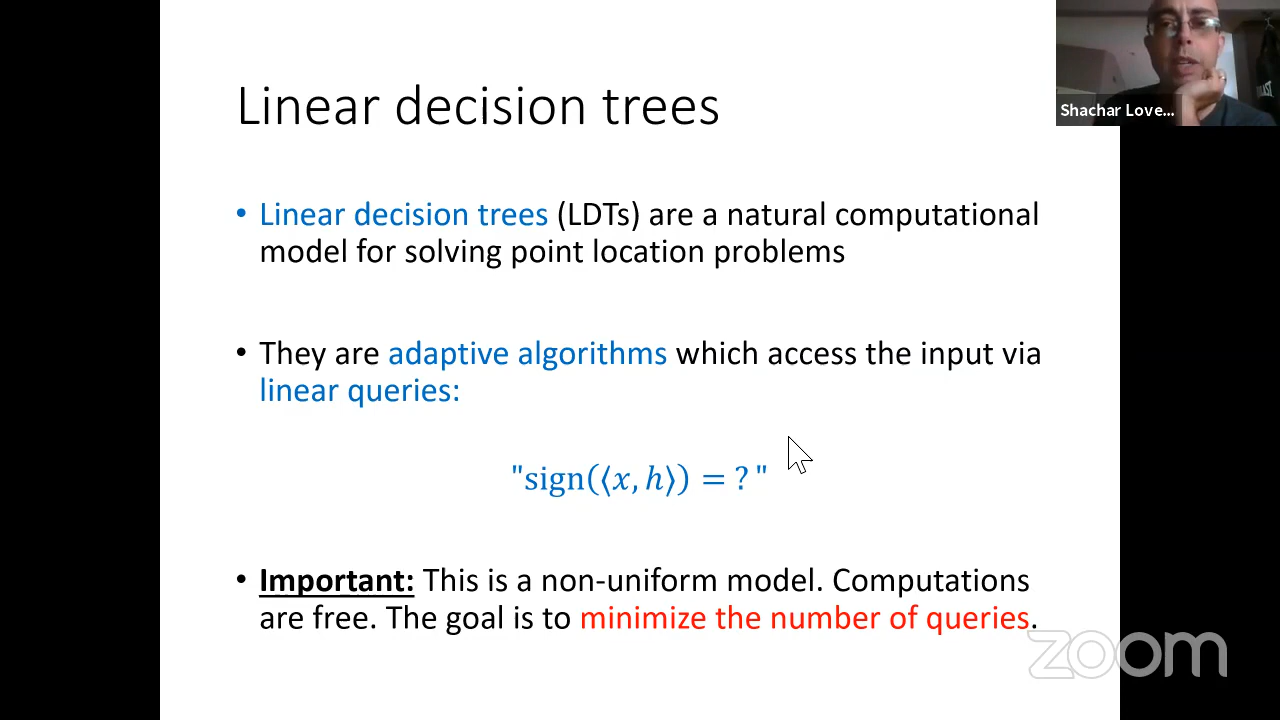 Linear decision trees
• Linear decision trees (LDTs) are a natural computational
model for solving point location problems
• They are adaptive algorithms which access the input via
linear queries:
"sign(⟨x, h⟩) = ? "
• Important: This is a non-uniform model. Computations
are free. The goal is to minimize the number of queries.
Shachar Love...
zoom